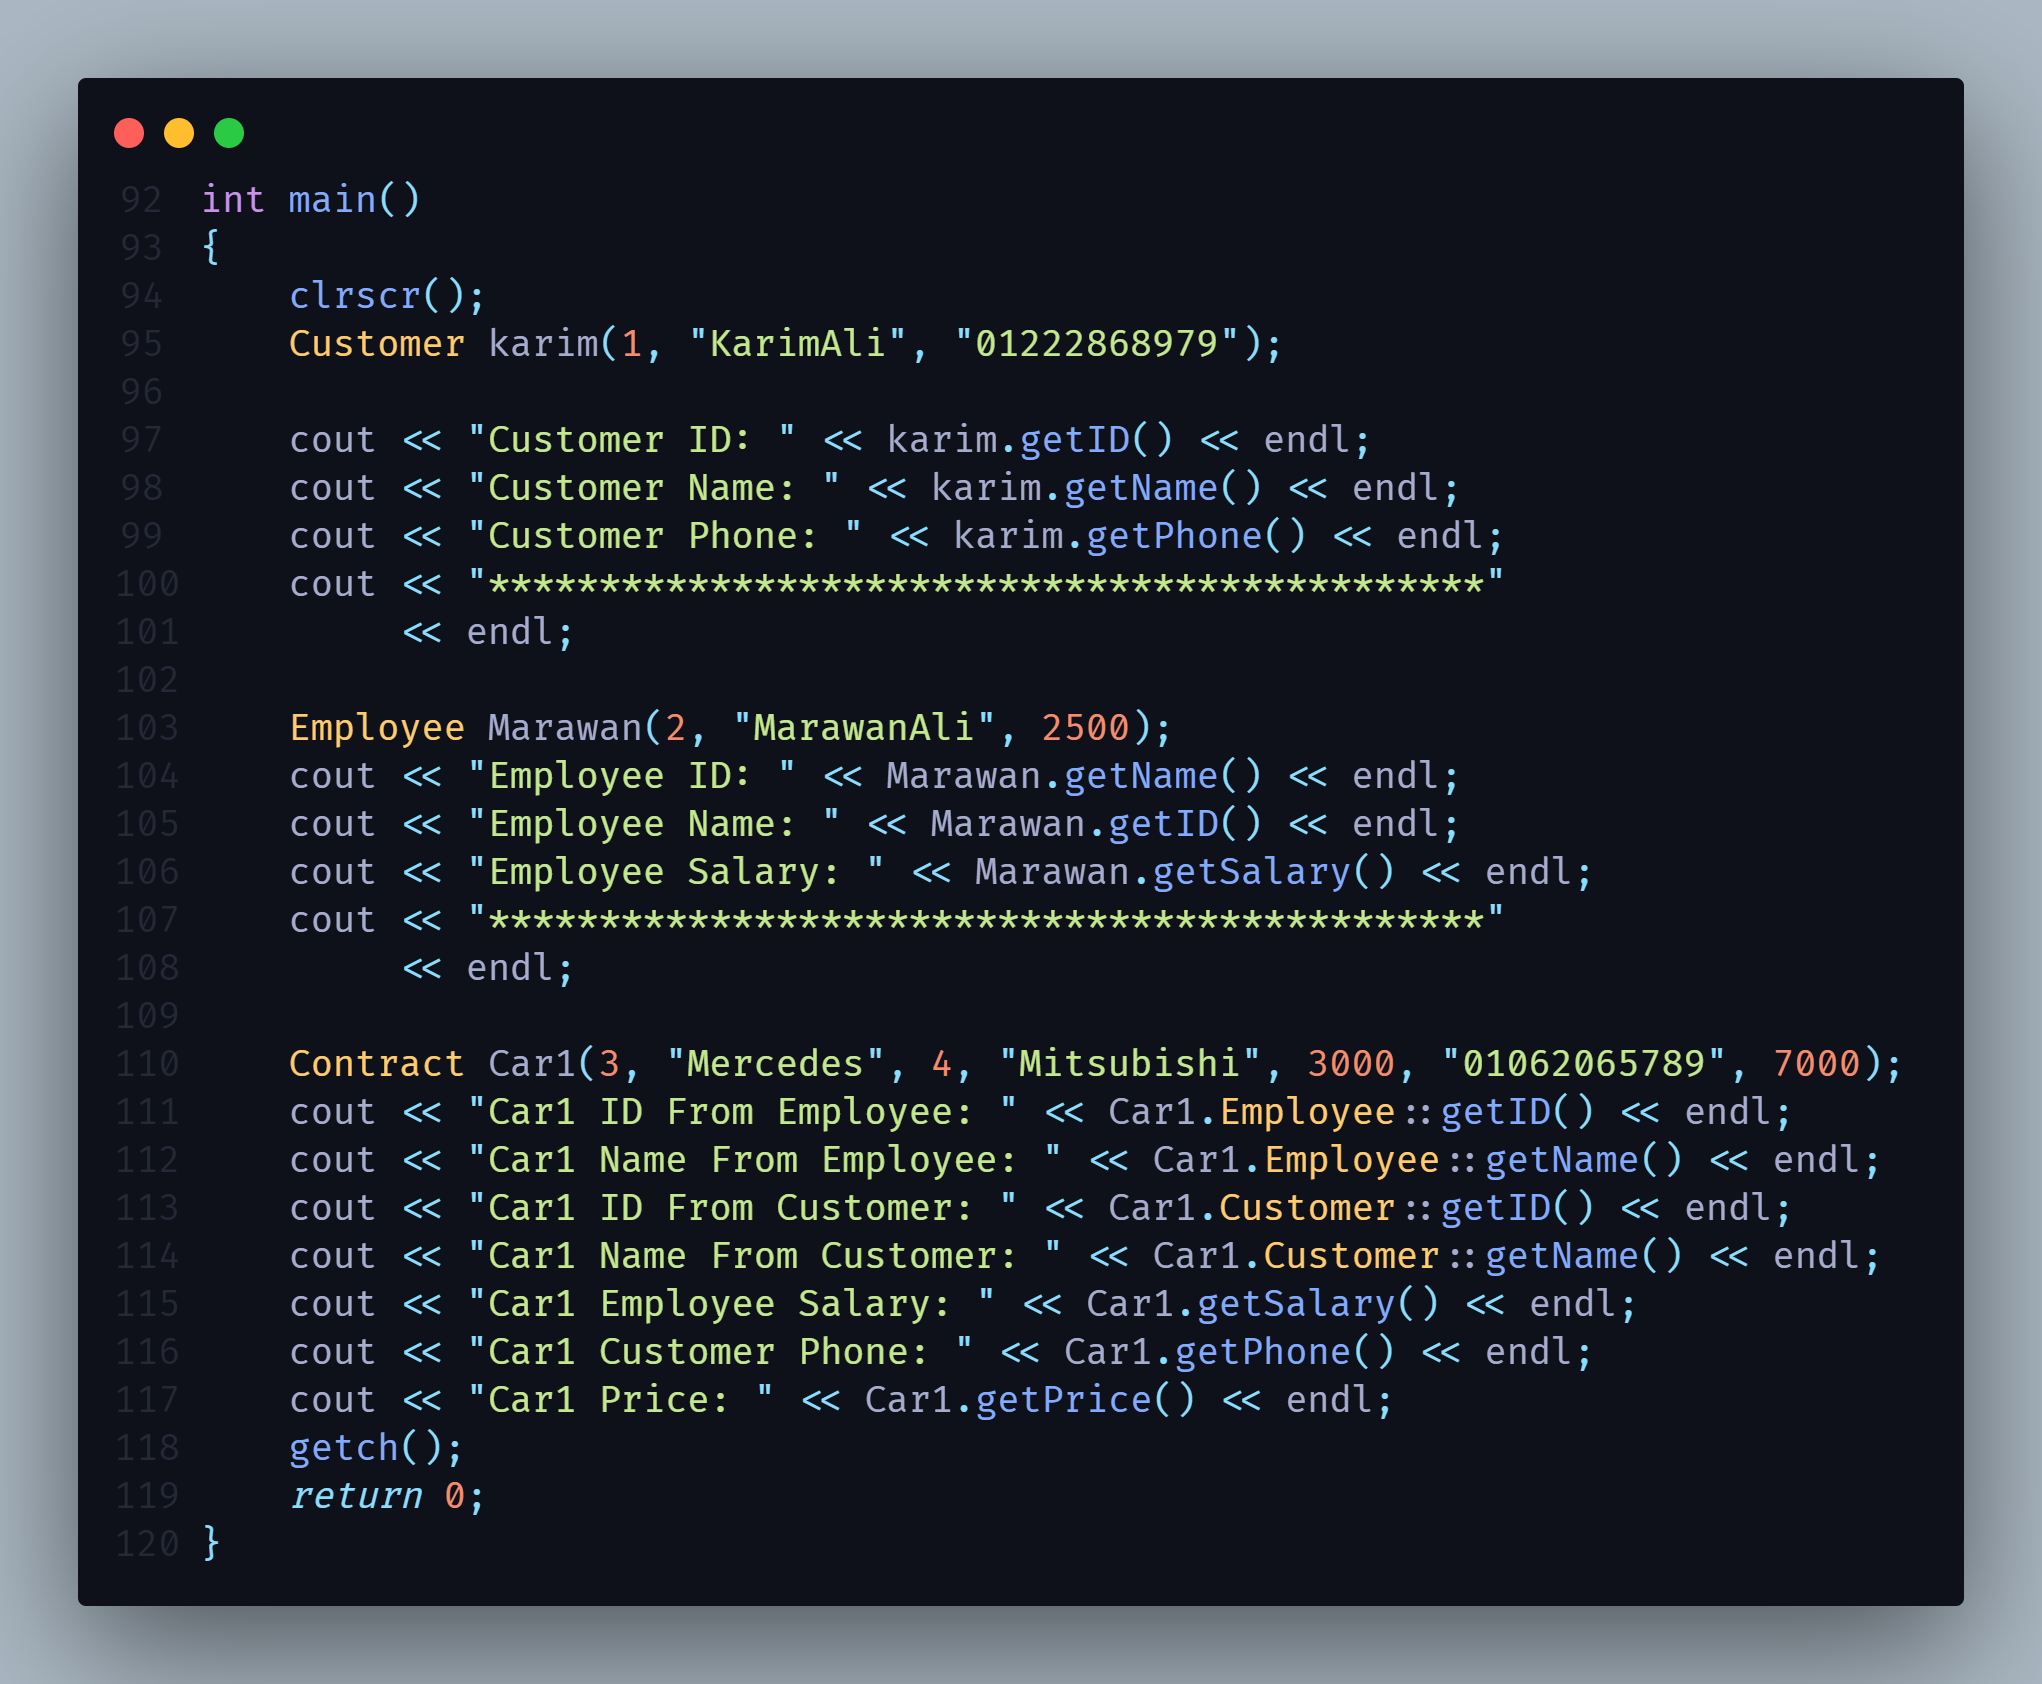 92 int main()
93 {
94     clrscr();
95     Customer karim(1, "KarimAli", "01222868979");
96
97     cout << "Customer ID: " << karim.getID() << endl;
98     cout << "Customer Name: " << karim.getName() << endl;
99     cout << "Customer Phone: " << karim.getPhone() << endl;
100     cout << "*********************************************"
101          << endl;
102
103     Employee Marawan(2, "MarawanAli", 2500);
104     cout << "Employee ID: " << Marawan.getName() << endl;
105     cout << "Employee Name: " << Marawan.getID() << endl;
106     cout << "Employee Salary: " << Marawan.getSalary() << endl;
107     cout << "*********************************************"
108          << endl;
109
110     Contract Car1(3, "Mercedes", 4, "Mitsubishi", 3000, "01062065789", 7000);
111     cout << "Car1 ID From Employee: " << Car1.Employee::getID() << endl;
112     cout << "Car1 Name From Employee: " << Car1.Employee::getName() << endl;
113     cout << "Car1 ID From Customer: " << Car1.Customer::getID() << endl;
114     cout << "Car1 Name From Customer: " << Car1.Customer::getName() << endl;
115     cout << "Car1 Employee Salary: " << Car1.getSalary() << endl;
116     cout << "Car1 Customer Phone: " << Car1.getPhone() << endl;
117     cout << "Car1 Price: " << Car1.getPrice() << endl;
118     getch();
119     return 0;
120 }